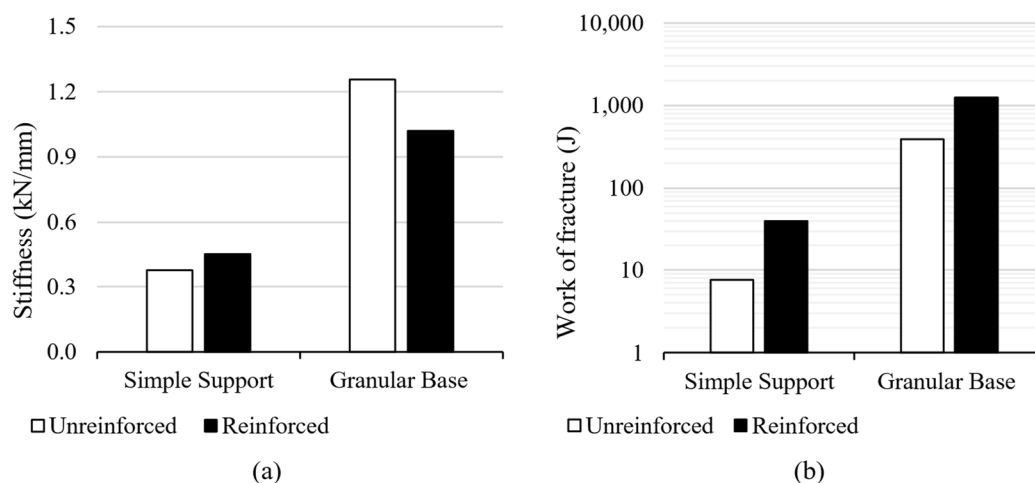 1.5
1.2
0.9
0.6
0.3
0.0
Stiffness (kN/mm)
Simple Support
Granular Base
Unreinforced
Reinforced
(a)
10,000
1,000
100
10
1
Work of fracture (J)
Simple Support
Granular Base
Unreinforced
Reinforced
(b)